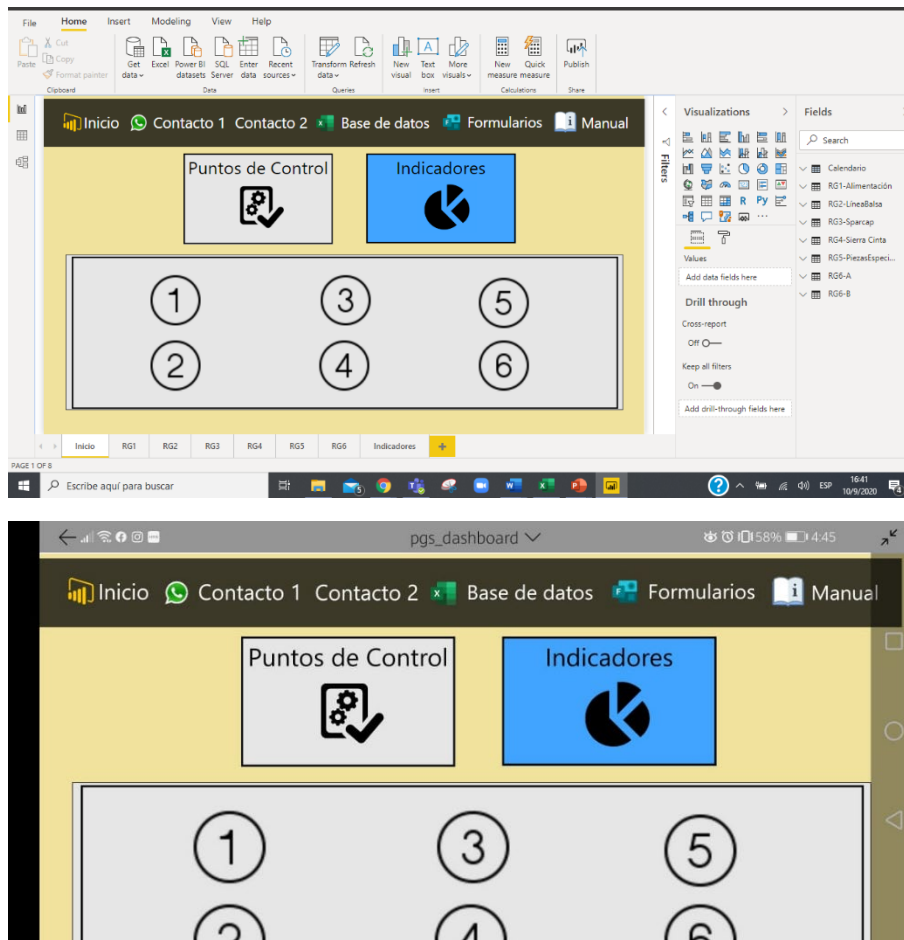 File Home Insert Modeling View Help
Paste
Cut
Copy
Format painter
Clipboard
Get data
Excel
Power BI datasets
SQL Server
Enter data
Recent sources
Data
Transform data
Refresh
Queries
New visual
Text box
More visuals
Insert
New measure
Quick measure
Calculations
Publish
Share
Inicio Contacto 1 Contacto 2 Base de datos Formularios Manual
Puntos de Control Indicadores
1 3 5
2 4 6
Filters
Visualizations
R Py
Values
Add data fields here
Drill through
Cross-report
Off
Keep all filters
On
Add drill-through fields here
Fields
Search
Calendario
RG1-Alimentación
RG2-LíneaBalsa
RG3-Sparcap
RG4-Sierra Cinta
RG5-PiezasEspeci...
RG6-A
RG6-B
Inicio RG1 RG2 RG3 RG4 RG5 RG6 Indicadores
PAGE 1 OF 8
Escribe aquí para buscar
ESP
16:41
10/9/2020
pgs_dashboard
58% 4:45
Inicio Contacto 1 Contacto 2 Base de datos Formularios Manual
Puntos de Control Indicadores
1 3 5
2 4 6